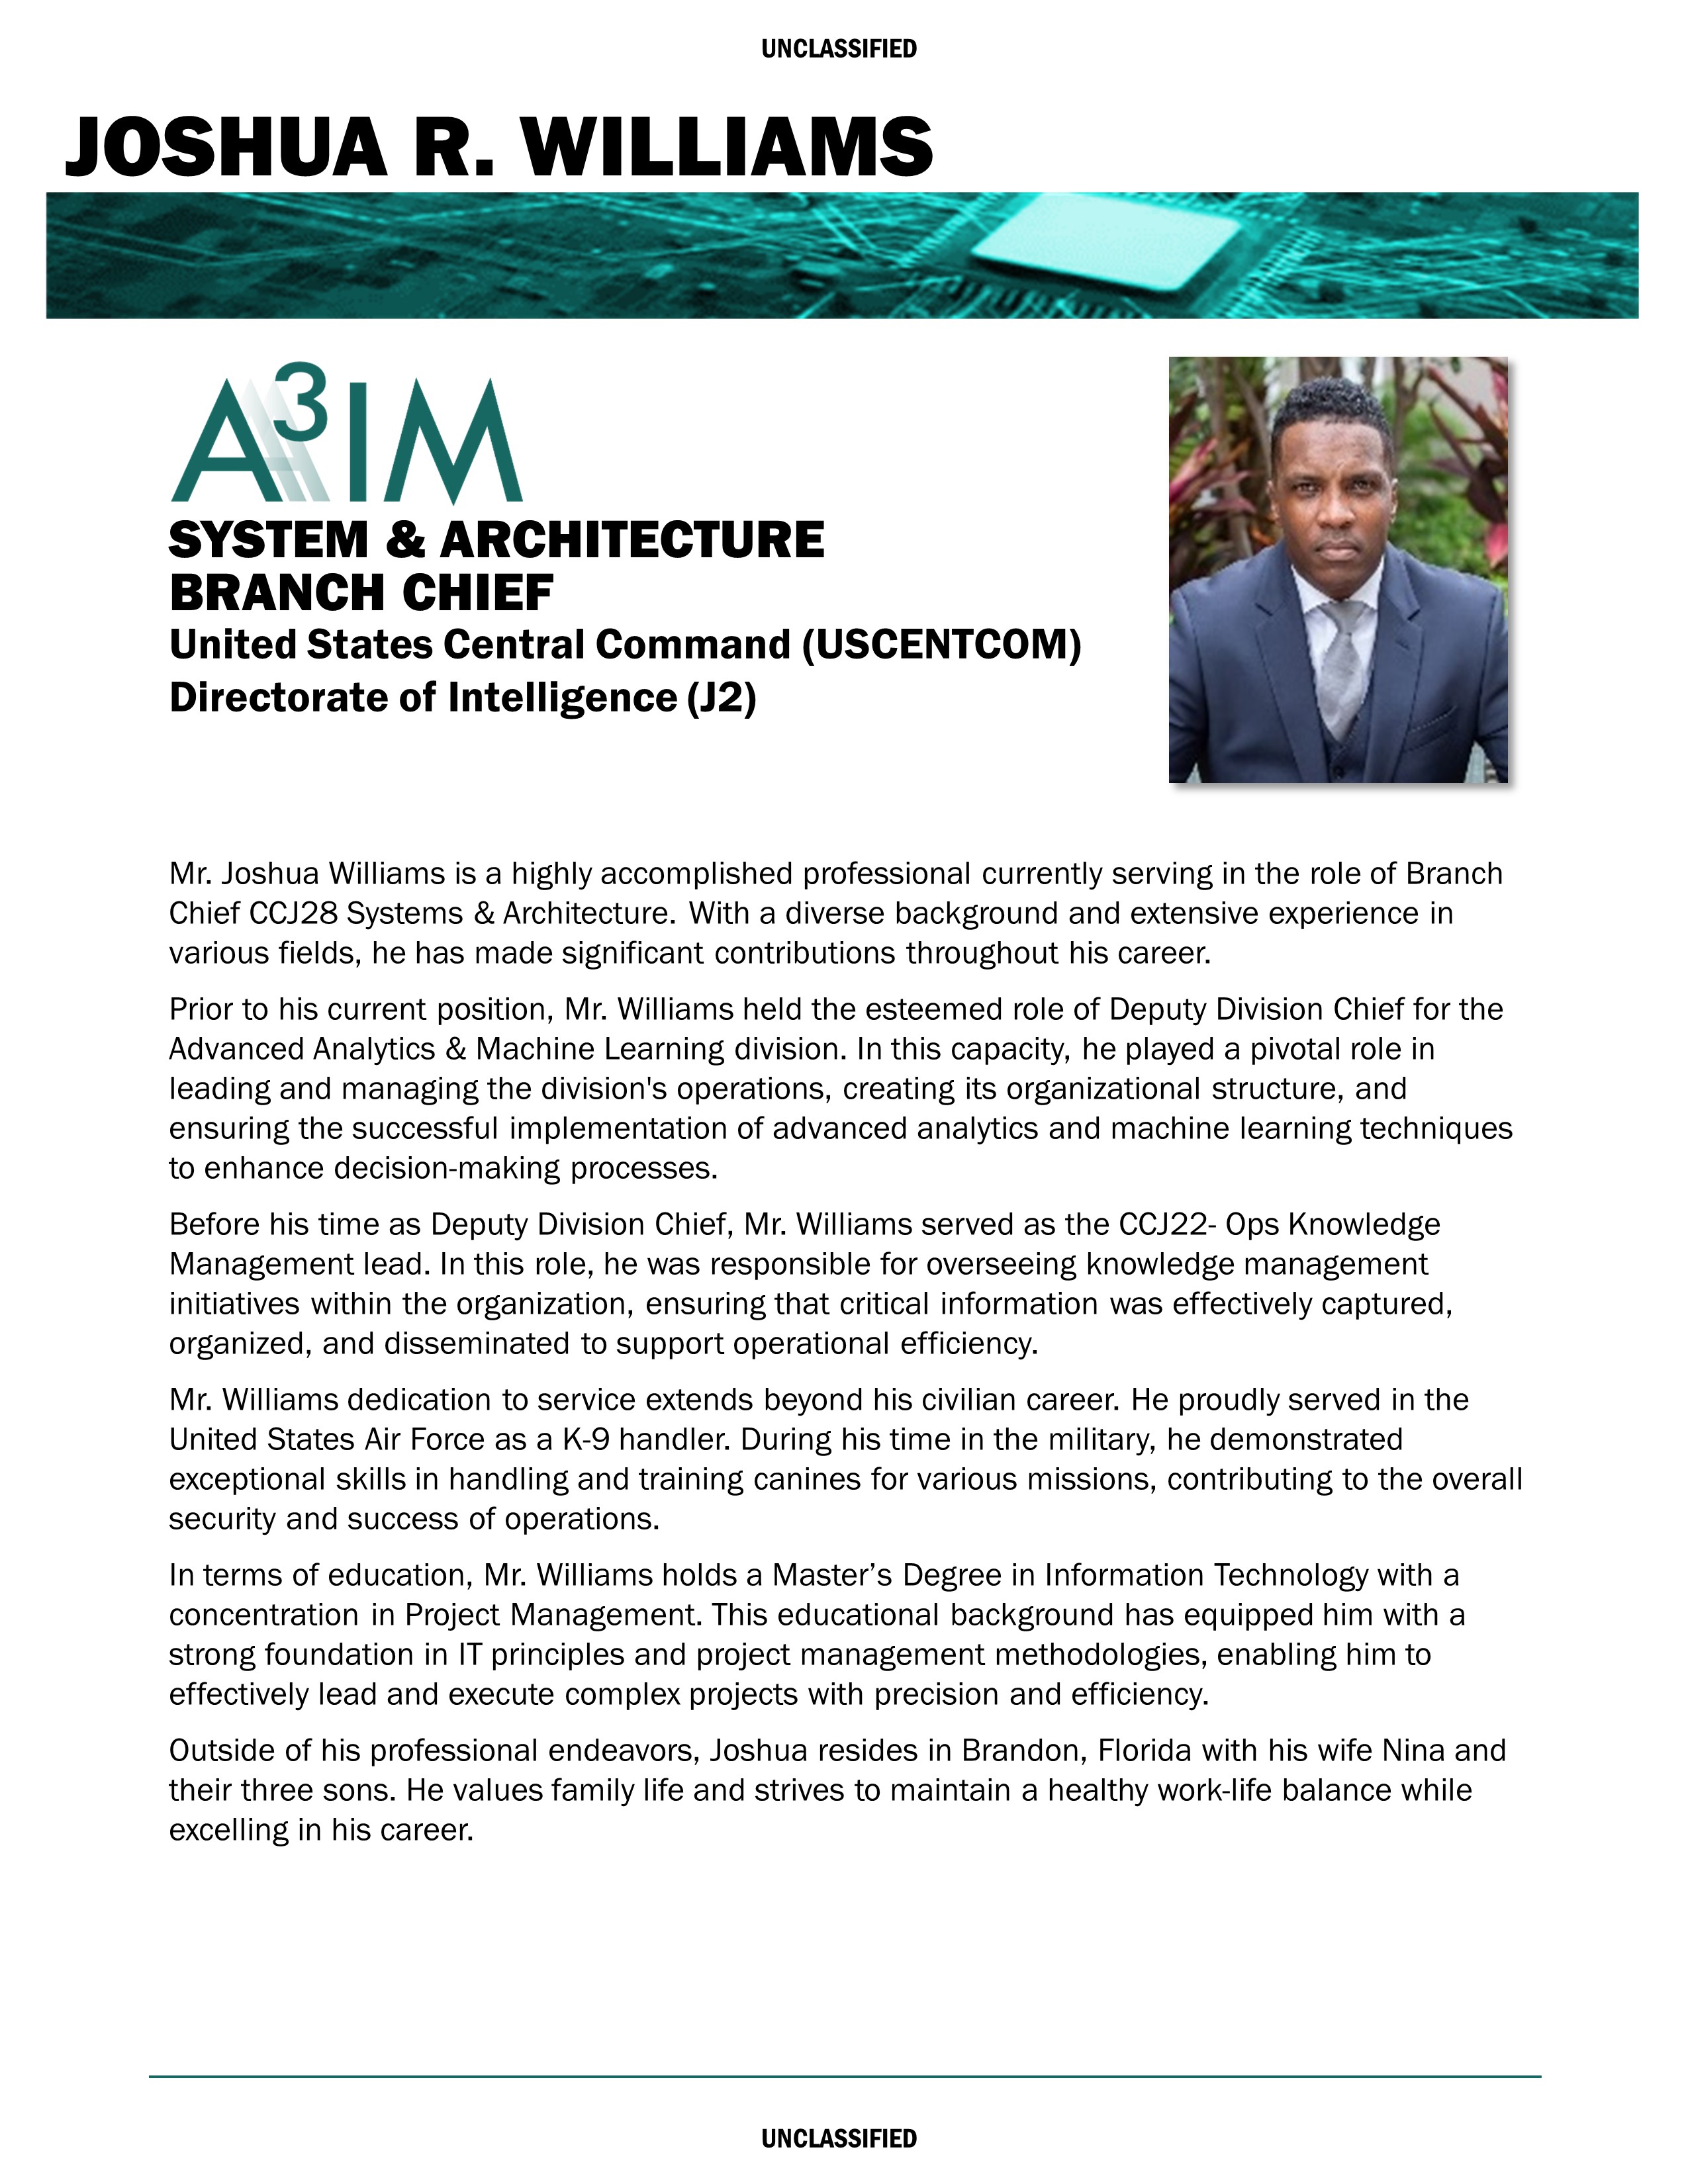 UNCLASSIFIED
JOSHUA R. WILLIAMS
A3IM
SYSTEM & ARCHITECTURE
BRANCH CHIEF
United States Central Command (USCENTCOM)
Directorate of Intelligence (J2)
Mr. Joshua Williams is a highly accomplished professional currently serving in the role of Branch
Chief CCJ28 Systems & Architecture. With a diverse background and extensive experience in
various fields, he has made significant contributions throughout his career.
Prior to his current position, Mr. Williams held the esteemed role of Deputy Division Chief for the
Advanced Analytics & Machine Learning division. In this capacity, he played a pivotal role in
leading and managing the division's operations, creating its organizational structure, and
ensuring the successful implementation of advanced analytics and machine learning techniques
to enhance decision-making processes.
Before his time as Deputy Division Chief, Mr. Williams served as the CCJ22- Ops Knowledge
Management lead. In this role, he was responsible for overseeing knowledge management
initiatives within the organization, ensuring that critical information was effectively captured,
organized, and disseminated to support operational efficiency.
Mr. Williams dedication to service extends beyond his civilian career. He proudly served in the
United States Air Force as a K-9 handler. During his time in the military, he demonstrated
exceptional skills in handling and training canines for various missions, contributing to the overall
security and success of operations.
In terms of education, Mr. Williams holds a Master’s Degree in Information Technology with a
concentration in Project Management. This educational background has equipped him with a
strong foundation in IT principles and project management methodologies, enabling him to
effectively lead and execute complex projects with precision and efficiency.
Outside of his professional endeavors, Joshua resides in Brandon, Florida with his wife Nina and
their three sons. He values family life and strives to maintain a healthy work-life balance while
excelling in his career.
UNCLASSIFIED